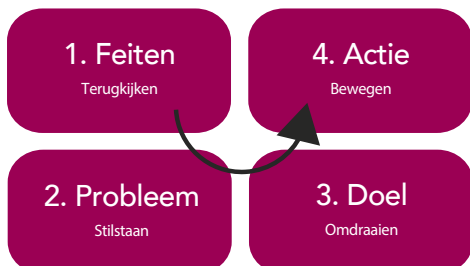 1. Feiten
Terugkijken
2. Probleem
Stilstaan
3. Doel
Omdraaien
4. Actie
Bewegen